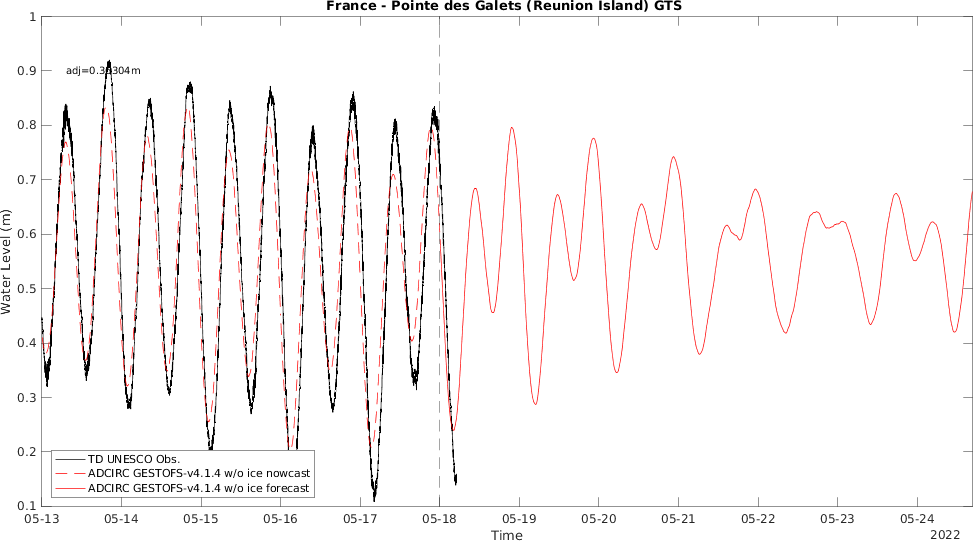 France - Pointe des Galets (Reunion Island) GTS
1
0.9
0.8
0.7
0.6
0.5
0.4
0.3
0.2
0.1
Water Level (m)
TD UNESCO Obs.
ADCIRC GESTOFS-v4.1.4 w/o ice nowcast
ADCIRC GESTOFS-v4.1.4 w/o ice forecast
05-13 05-14 05-15 05-16 05-17 05-18 05-19 05-20 05-21 05-22 05-23 05-24
Time
2022